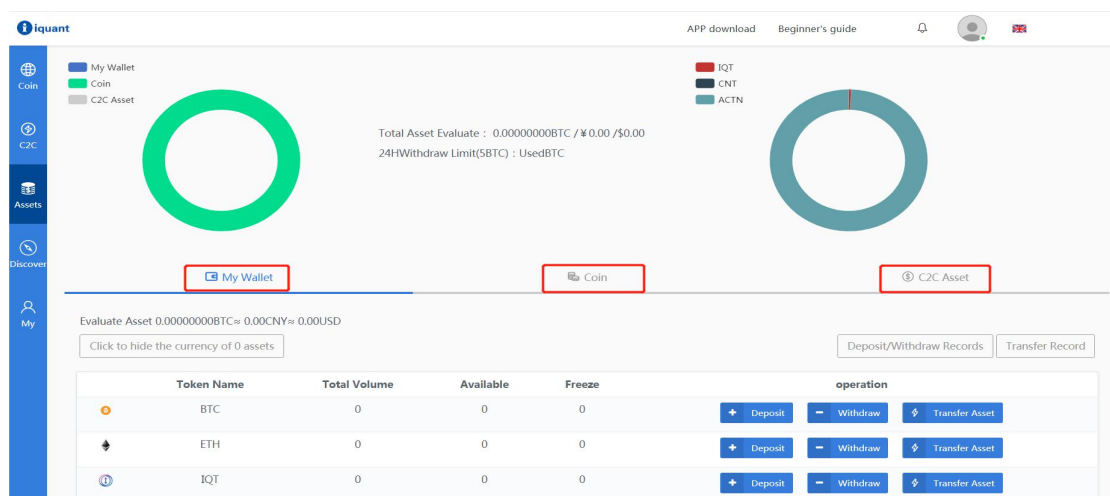 iquant
APP download Beginner's guide
Coin
C2C
Assets
Discover
My
My Wallet
Coin
C2C Asset
Total Asset Evaluate : 0.00000000BTC / ¥ 0.00 /$0.00
24HWithdraw Limit(5BTC) : UsedBTC
IQT
CNT
ACTN
My Wallet Coin C2C Asset
Evaluate Asset 0.00000000BTC≈ 0.00CNY≈ 0.00USD
Click to hide the currency of 0 assets Deposit/Withdraw Records Transfer Record
Token Name Total Volume Available Freeze operation
BTC 0 0 0 + Deposit − Withdraw Transfer Asset
ETH 0 0 0 + Deposit − Withdraw Transfer Asset
IQT 0 0 0 + Deposit − Withdraw Transfer Asset